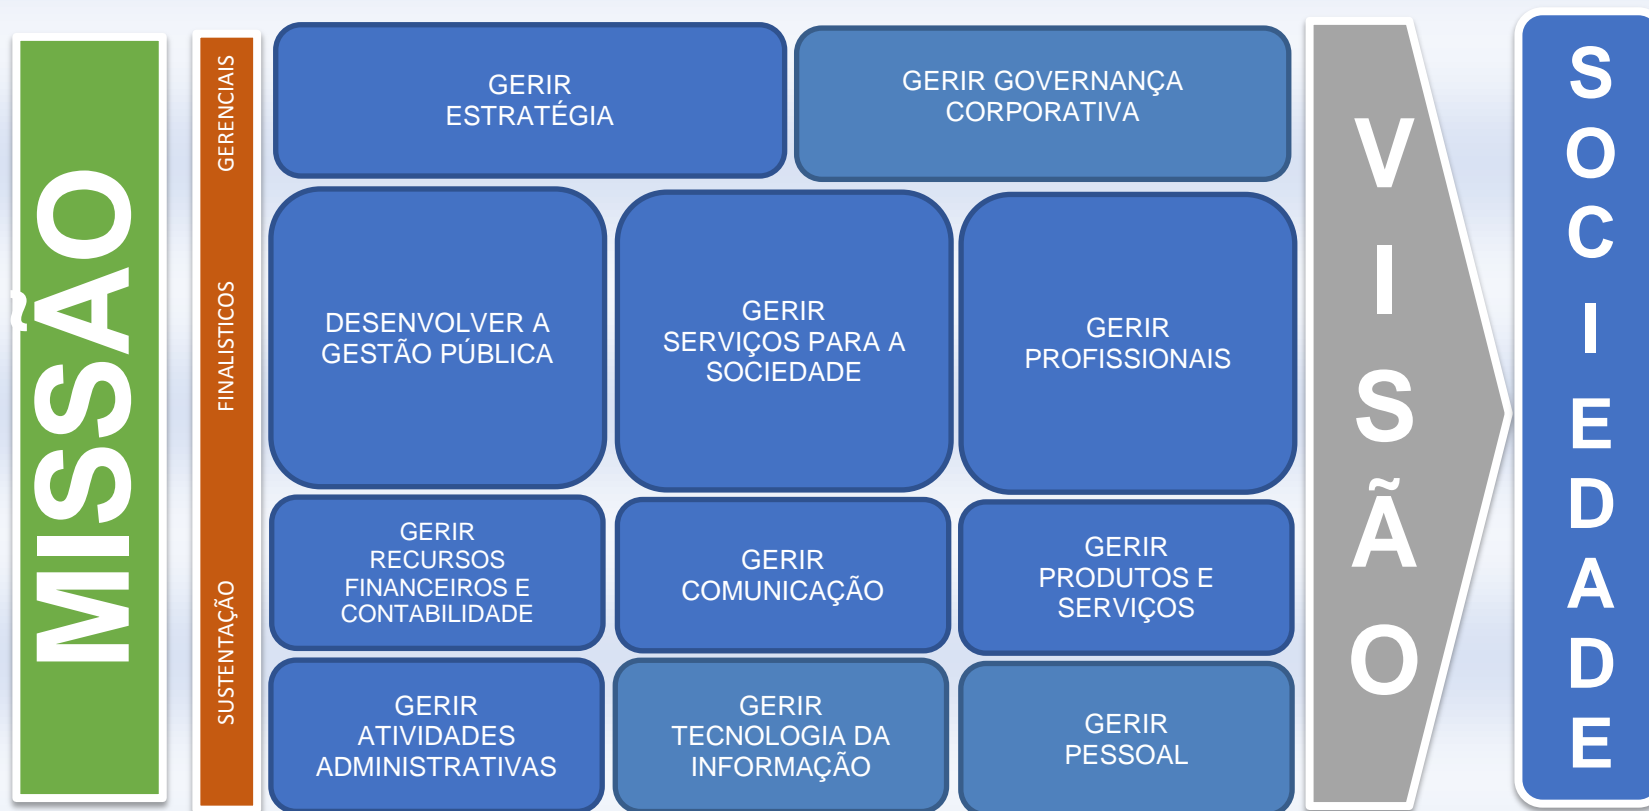 MISSÃO
GERENCIAIS
FINALISTICOS
SUSTENTAÇÃO
GERIR
ESTRATÉGIA
GERIR GOVERNANÇA
CORPORATIVA
DESENVOLVER A
GESTÃO PÚBLICA
GERIR
SERVIÇOS PARA A
SOCIEDADE
GERIR
PROFISSIONAIS
GERIR
RECURSOS
FINANCEIROS E
CONTABILIDADE
GERIR
COMUNICAÇÃO
GERIR
PRODUTOS E
SERVIÇOS
GERIR
ATIVIDADES
ADMINISTRATIVAS
GERIR
TECNOLOGIA DA
INFORMAÇÃO
GERIR
PESSOAL
VISÃO
SOCIEDADE